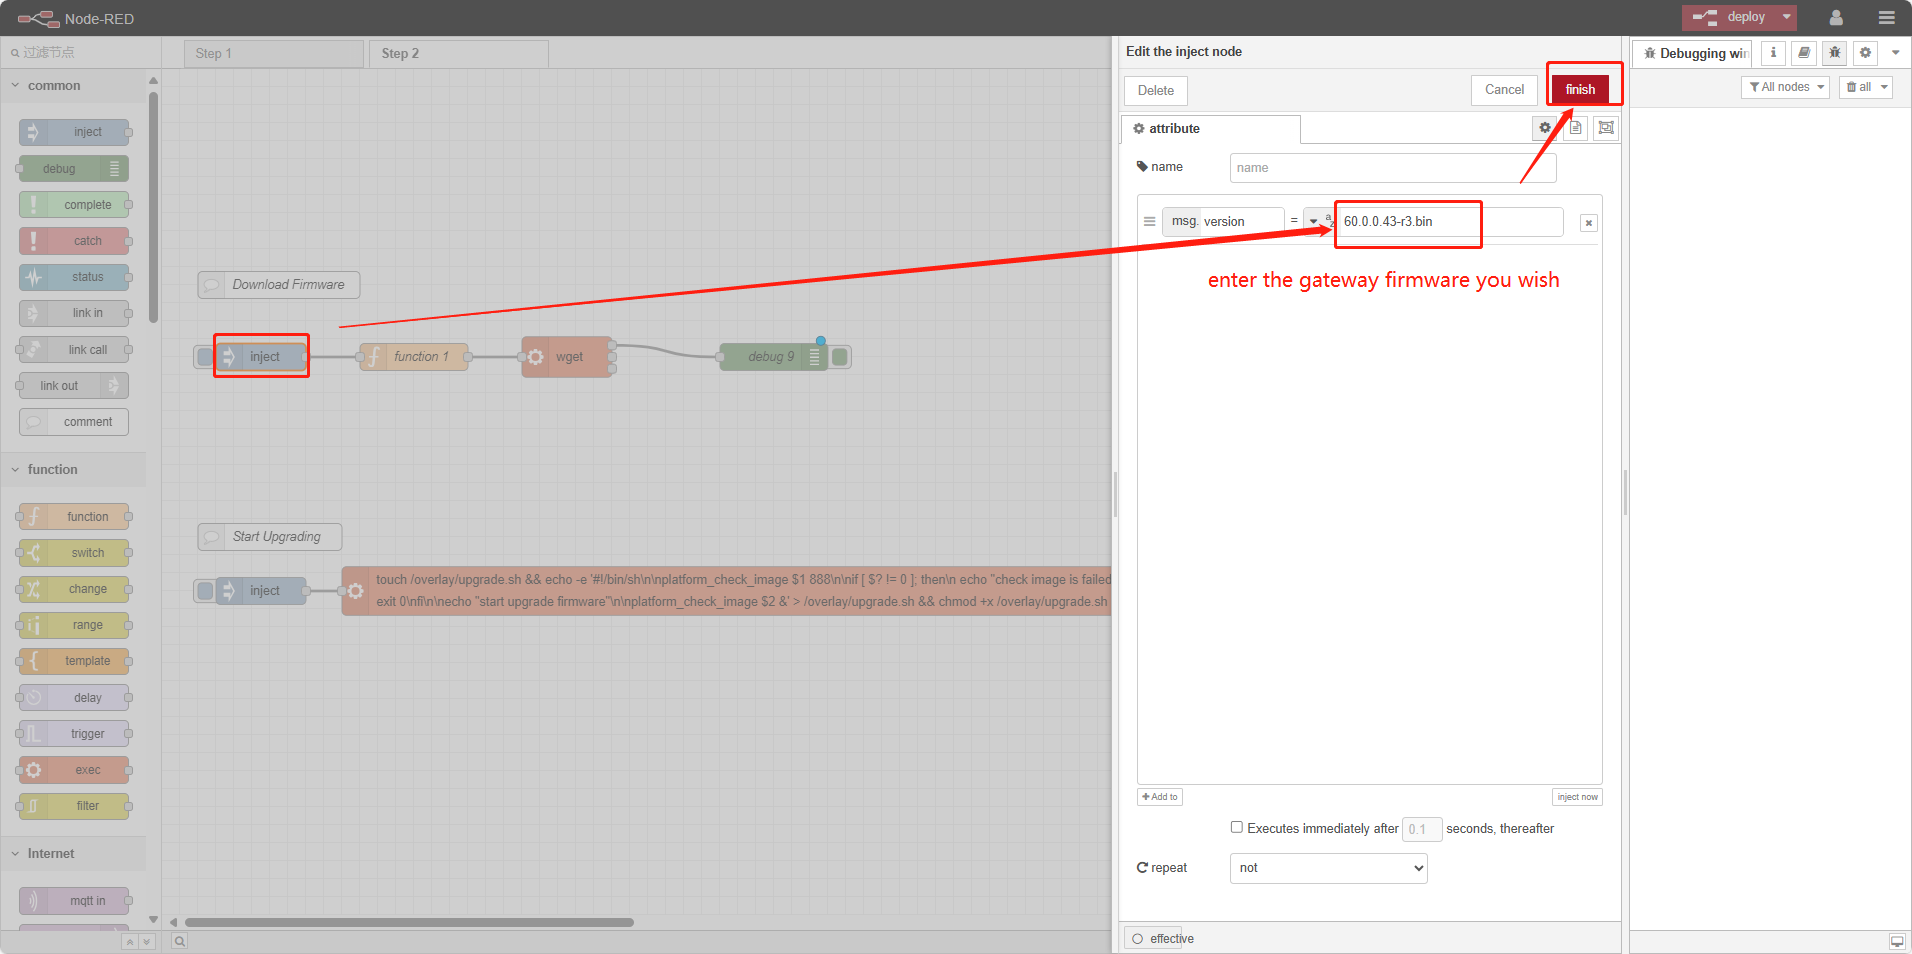 Node-RED
deploy
过滤节点
Step 1
Step 2
Edit the inject node
Debugging win
Delete
Cancel
finish
All nodes
all
attribute
name
name
msg. version = 60.0.0.43-r3.bin
enter the gateway firmware you wish
common
inject
debug
complete
catch
status
link in
link call
link out
comment
function
function
switch
change
range
template
delay
trigger
exec
filter
Internet
mqtt in
Download Firmware
inject
function 1
wget
debug 9
Start Upgrading
inject
touch /overlay/upgrade.sh && echo -e '#!/bin/sh\n\nplatform_check_image $1 888\n\nif [ $? != 0 ]; then\n echo "check image is failed
exit 0\nfi\n\necho "start upgrade firmware"\n\nplatform_check_image $2 &' > /overlay/upgrade.sh && chmod +x /overlay/upgrade.sh
Add to
inject now
Executes immediately after 0.1 seconds, thereafter
repeat
not
effective